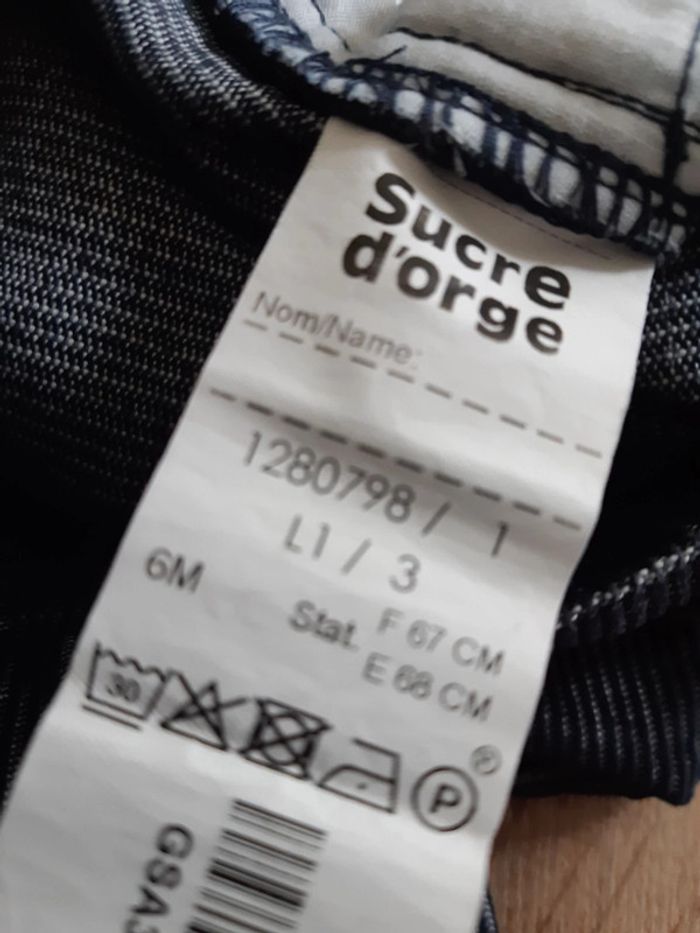 Sucre
d'orge
Nom/Name:
1280798 / 1
L1 / 3
6M
Stat. F 67 CM
E 68 CM
30
P
®